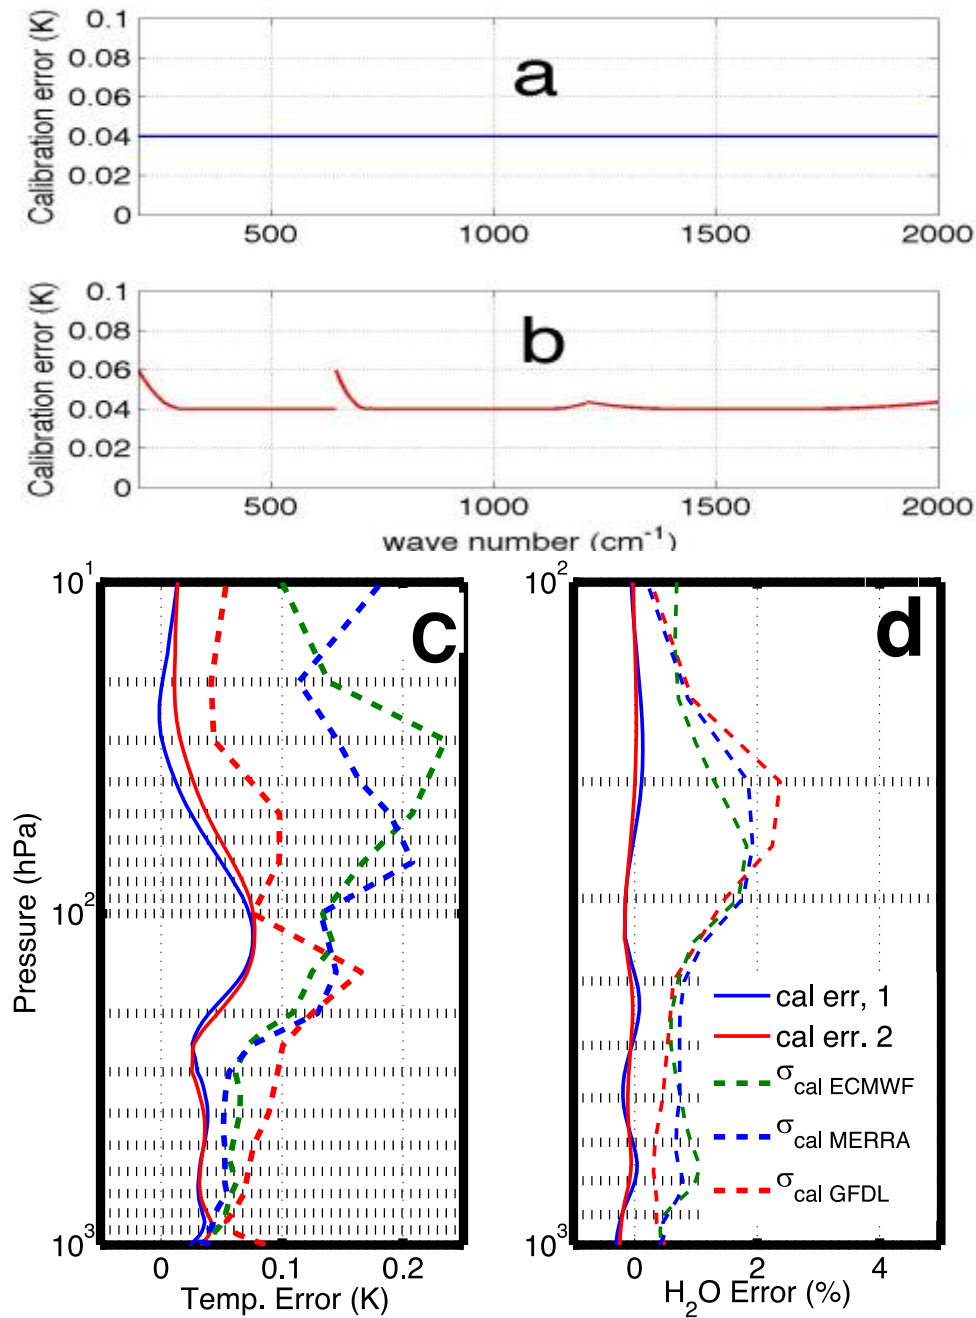 Calibration error (K)
0.1
0.08
0.06
0.04
0.02
0
a
500
1000
1500
2000
Calibration error (K)
0.1
0.08
0.06
0.04
0.02
0
b
500
1000
1500
2000
wave number (cm⁻¹)
Pressure (hPa)
10¹
10²
10³
c
0
0.1
0.2
Temp. Error (K)
10²
10³
d
cal err, 1
cal err. 2
σcal ECMWF
σcal MERRA
σcal GFDL
0
2
4
H₂O Error (%)